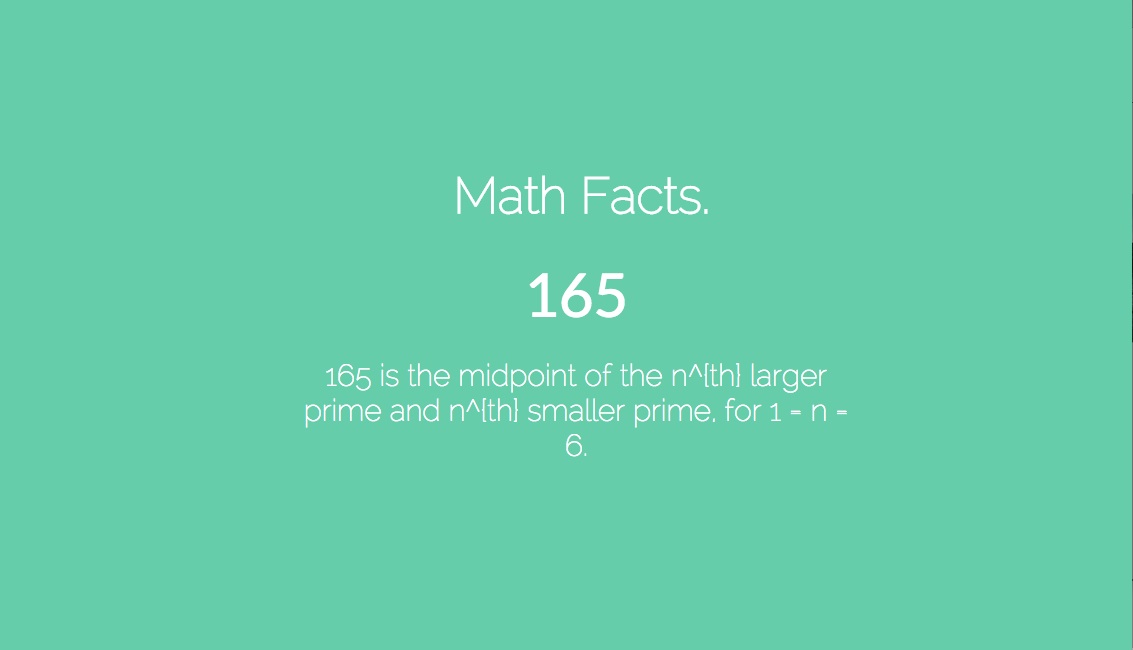 Math Facts.
165
165 is the midpoint of the n^{th} larger
prime and n^{th} smaller prime, for 1 = n =
6.